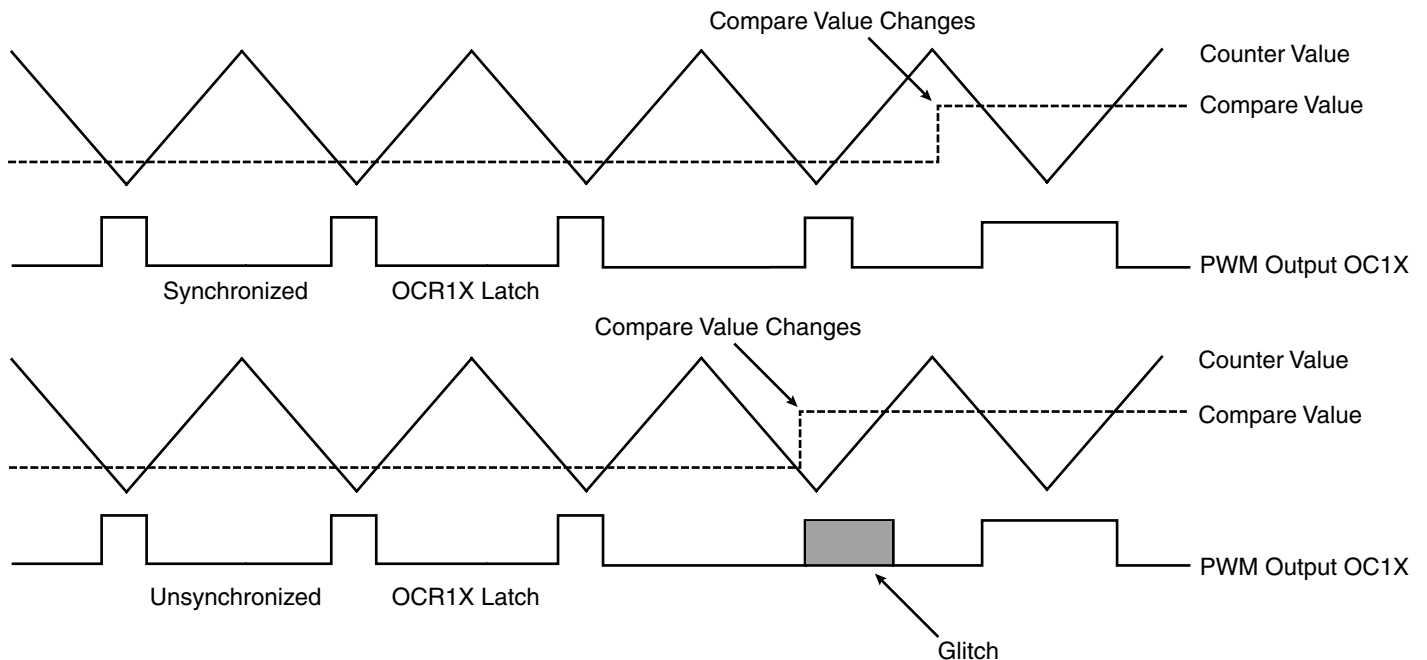 Compare Value Changes
Counter Value
Compare Value
PWM Output OC1X
Synchronized OCR1X Latch
Compare Value Changes
Counter Value
Compare Value
PWM Output OC1X
Unsynchronized OCR1X Latch
Glitch